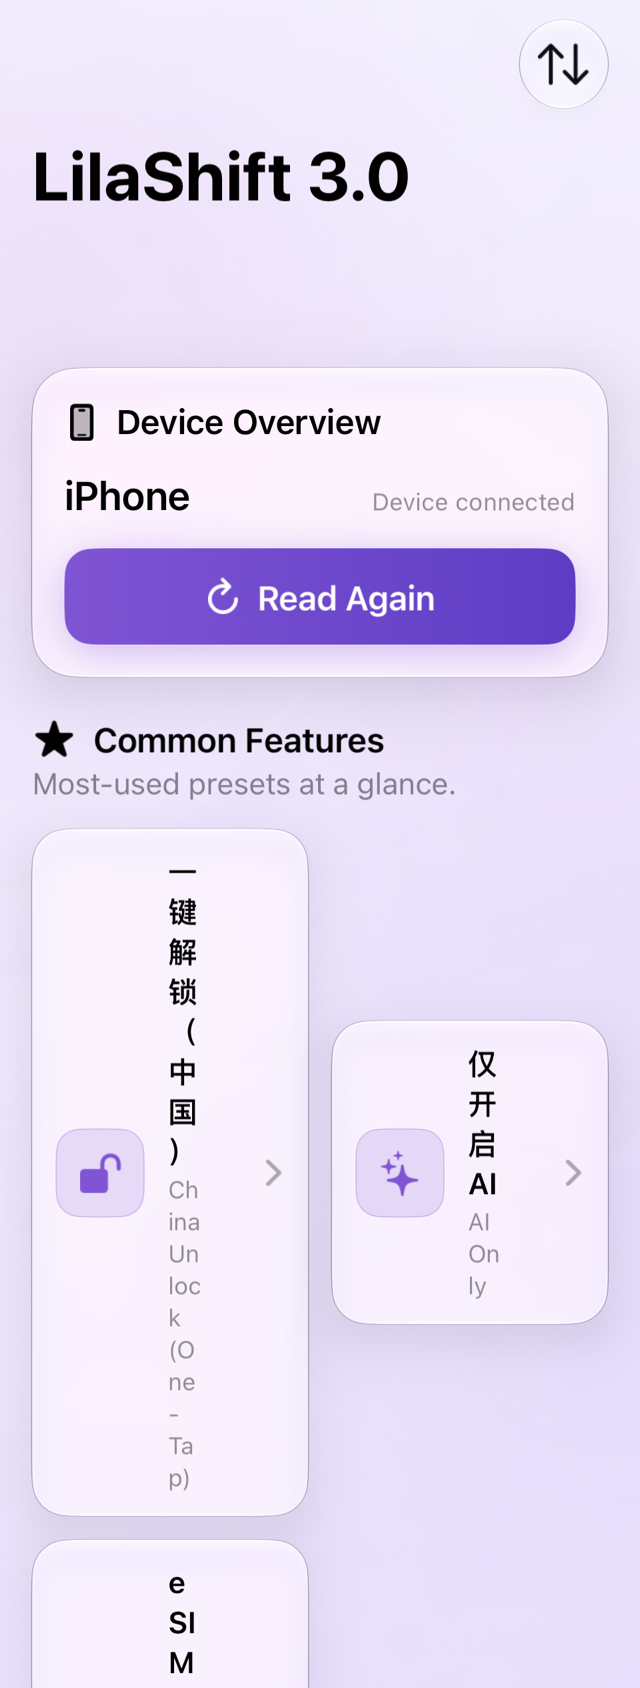 LilaShift 3.0
Device Overview
iPhone
Device connected
Read Again
Common Features
Most-used presets at a glance.
一
键
解
锁
（
中
国
）
Ch
ina
Un
loc
k
(O
ne
-
Ta
p)
仅
开
启
AI
AI
On
ly
e
SI
M